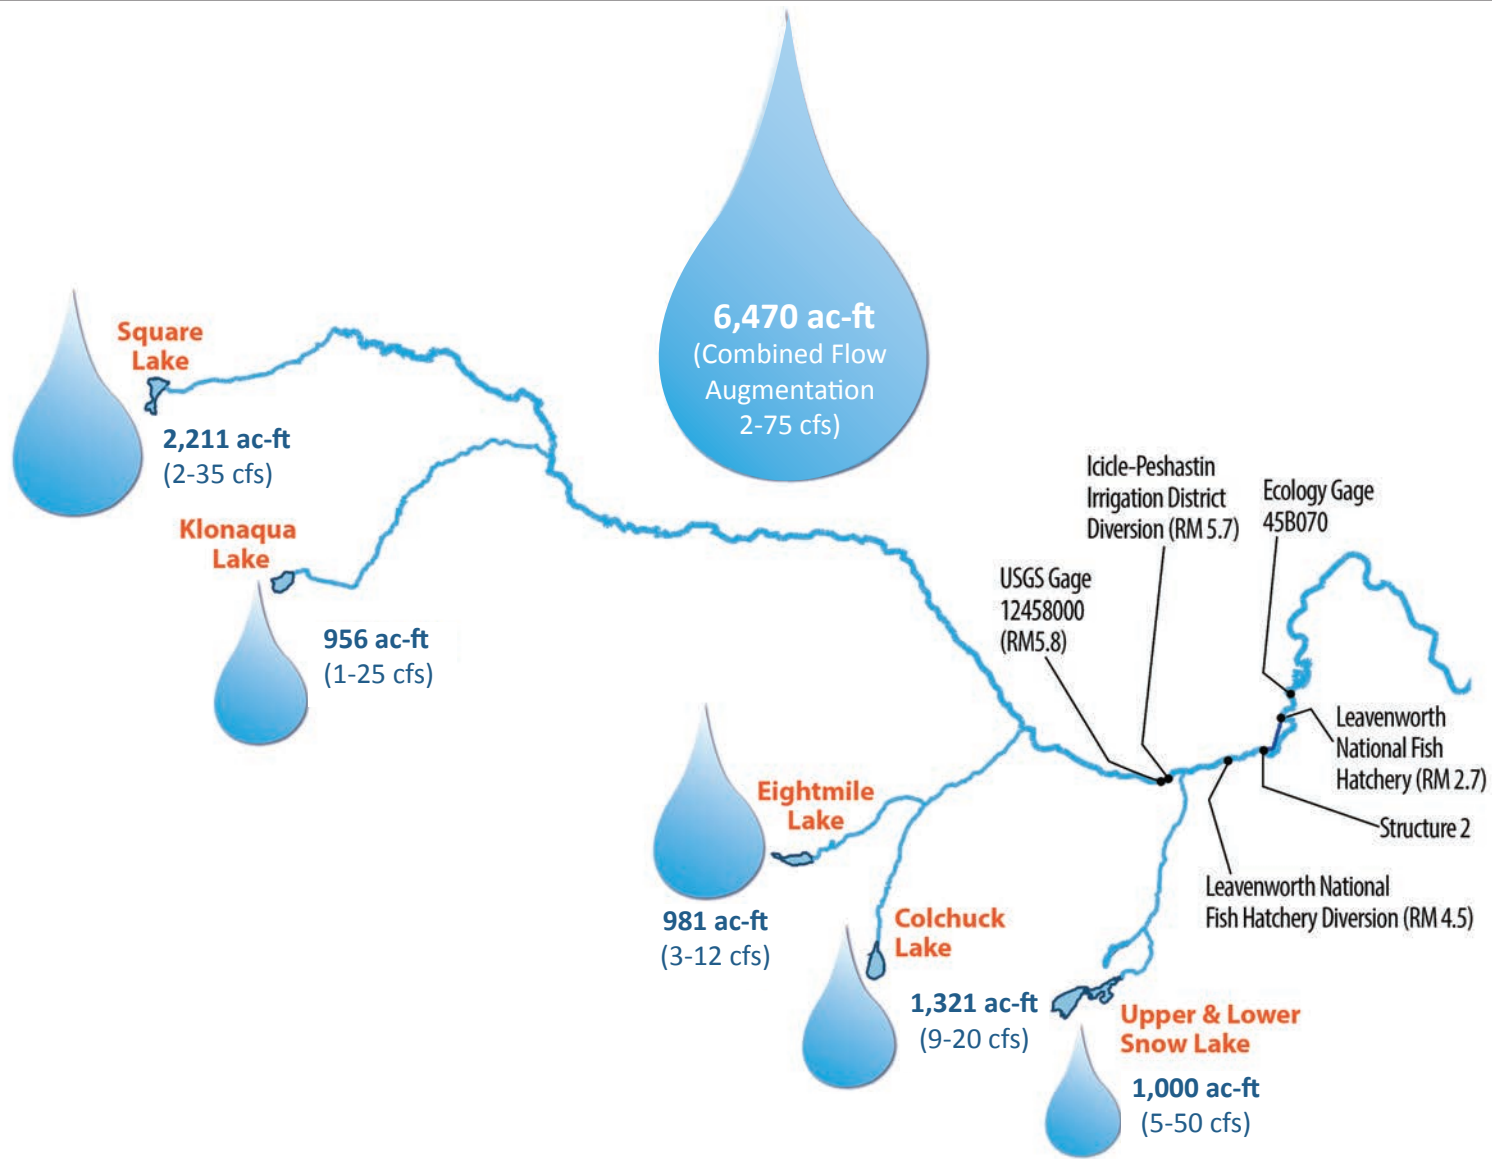 6,470 ac-ft
(Combined Flow
Augmentation
2-75 cfs)
Square
Lake
2,211 ac-ft
(2-35 cfs)
Klonaqua
Lake
956 ac-ft
(1-25 cfs)
Icicle-Peshastin
Irrigation District
Diversion (RM 5.7)
Ecology Gage
45B070
USGS Gage
12458000
(RM5.8)
Leavenworth
National Fish
Hatchery (RM 2.7)
Structure 2
Leavenworth National
Fish Hatchery Diversion (RM 4.5)
Eightmile
Lake
981 ac-ft
(3-12 cfs)
Colchuck
Lake
1,321 ac-ft
(9-20 cfs)
Upper & Lower
Snow Lake
1,000 ac-ft
(5-50 cfs)